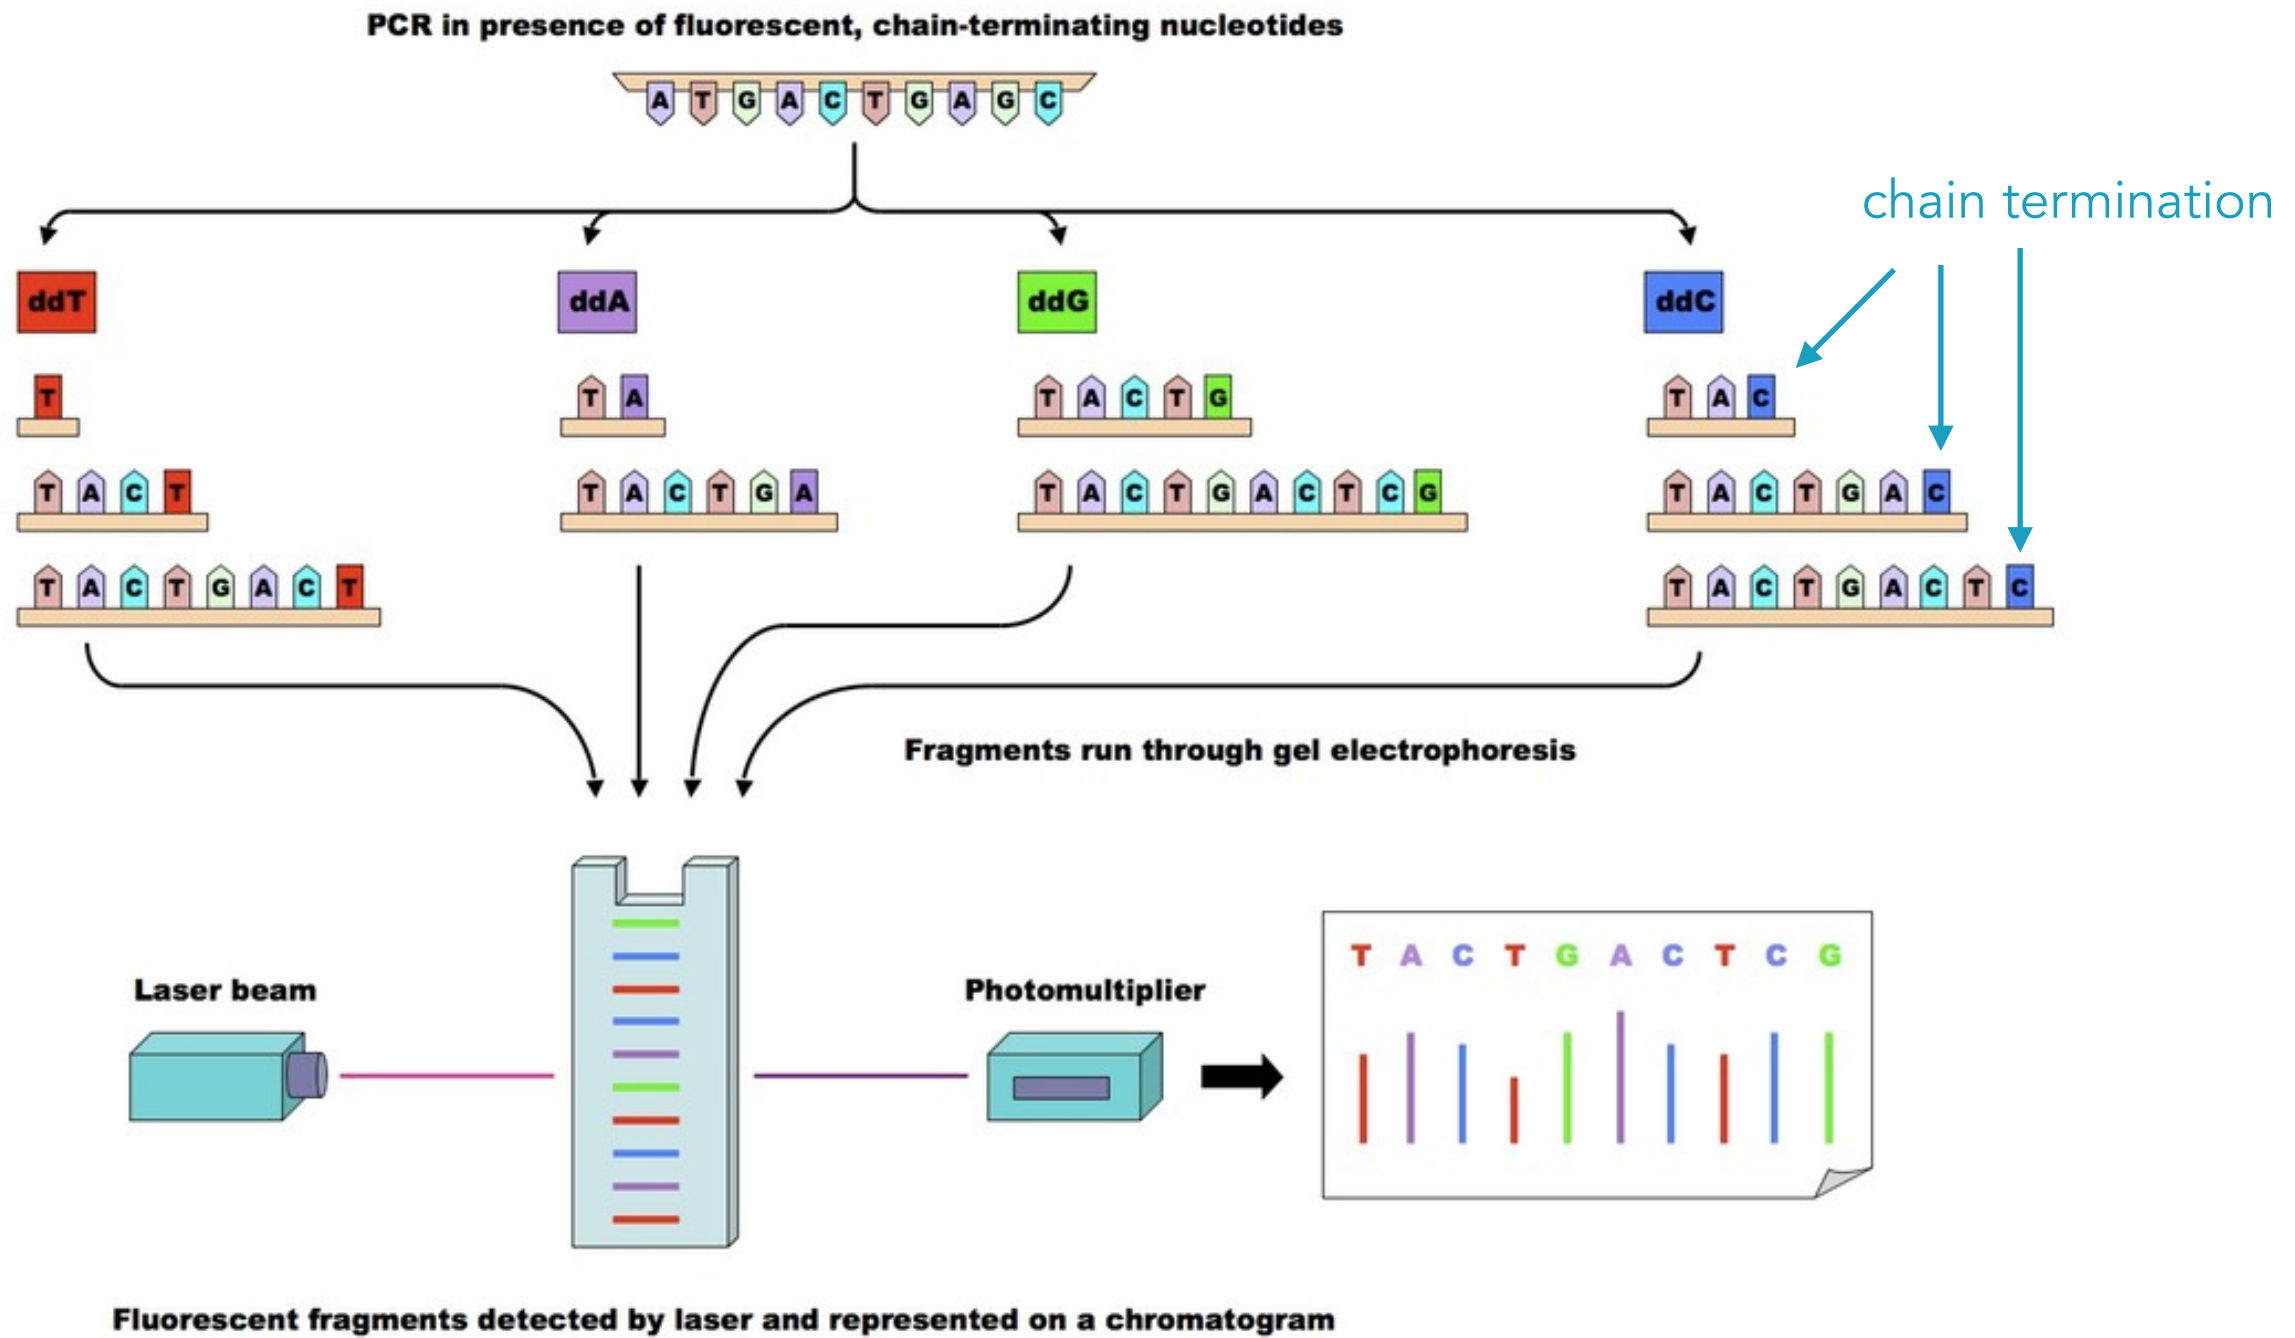 PCR in presence of fluorescent, chain-terminating nucleotides
A T G A C T G A G C
chain termination
ddT
ddA
ddG
ddC
T
T A
T A C T G
T A C
T A C T
T A C T G A
T A C T G A C T C G
T A C T G A C
T A C T G A C T
T A C T G A C T C
Fragments run through gel electrophoresis
Laser beam
Photomultiplier
T A C T G A C T C G
Fluorescent fragments detected by laser and represented on a chromatogram